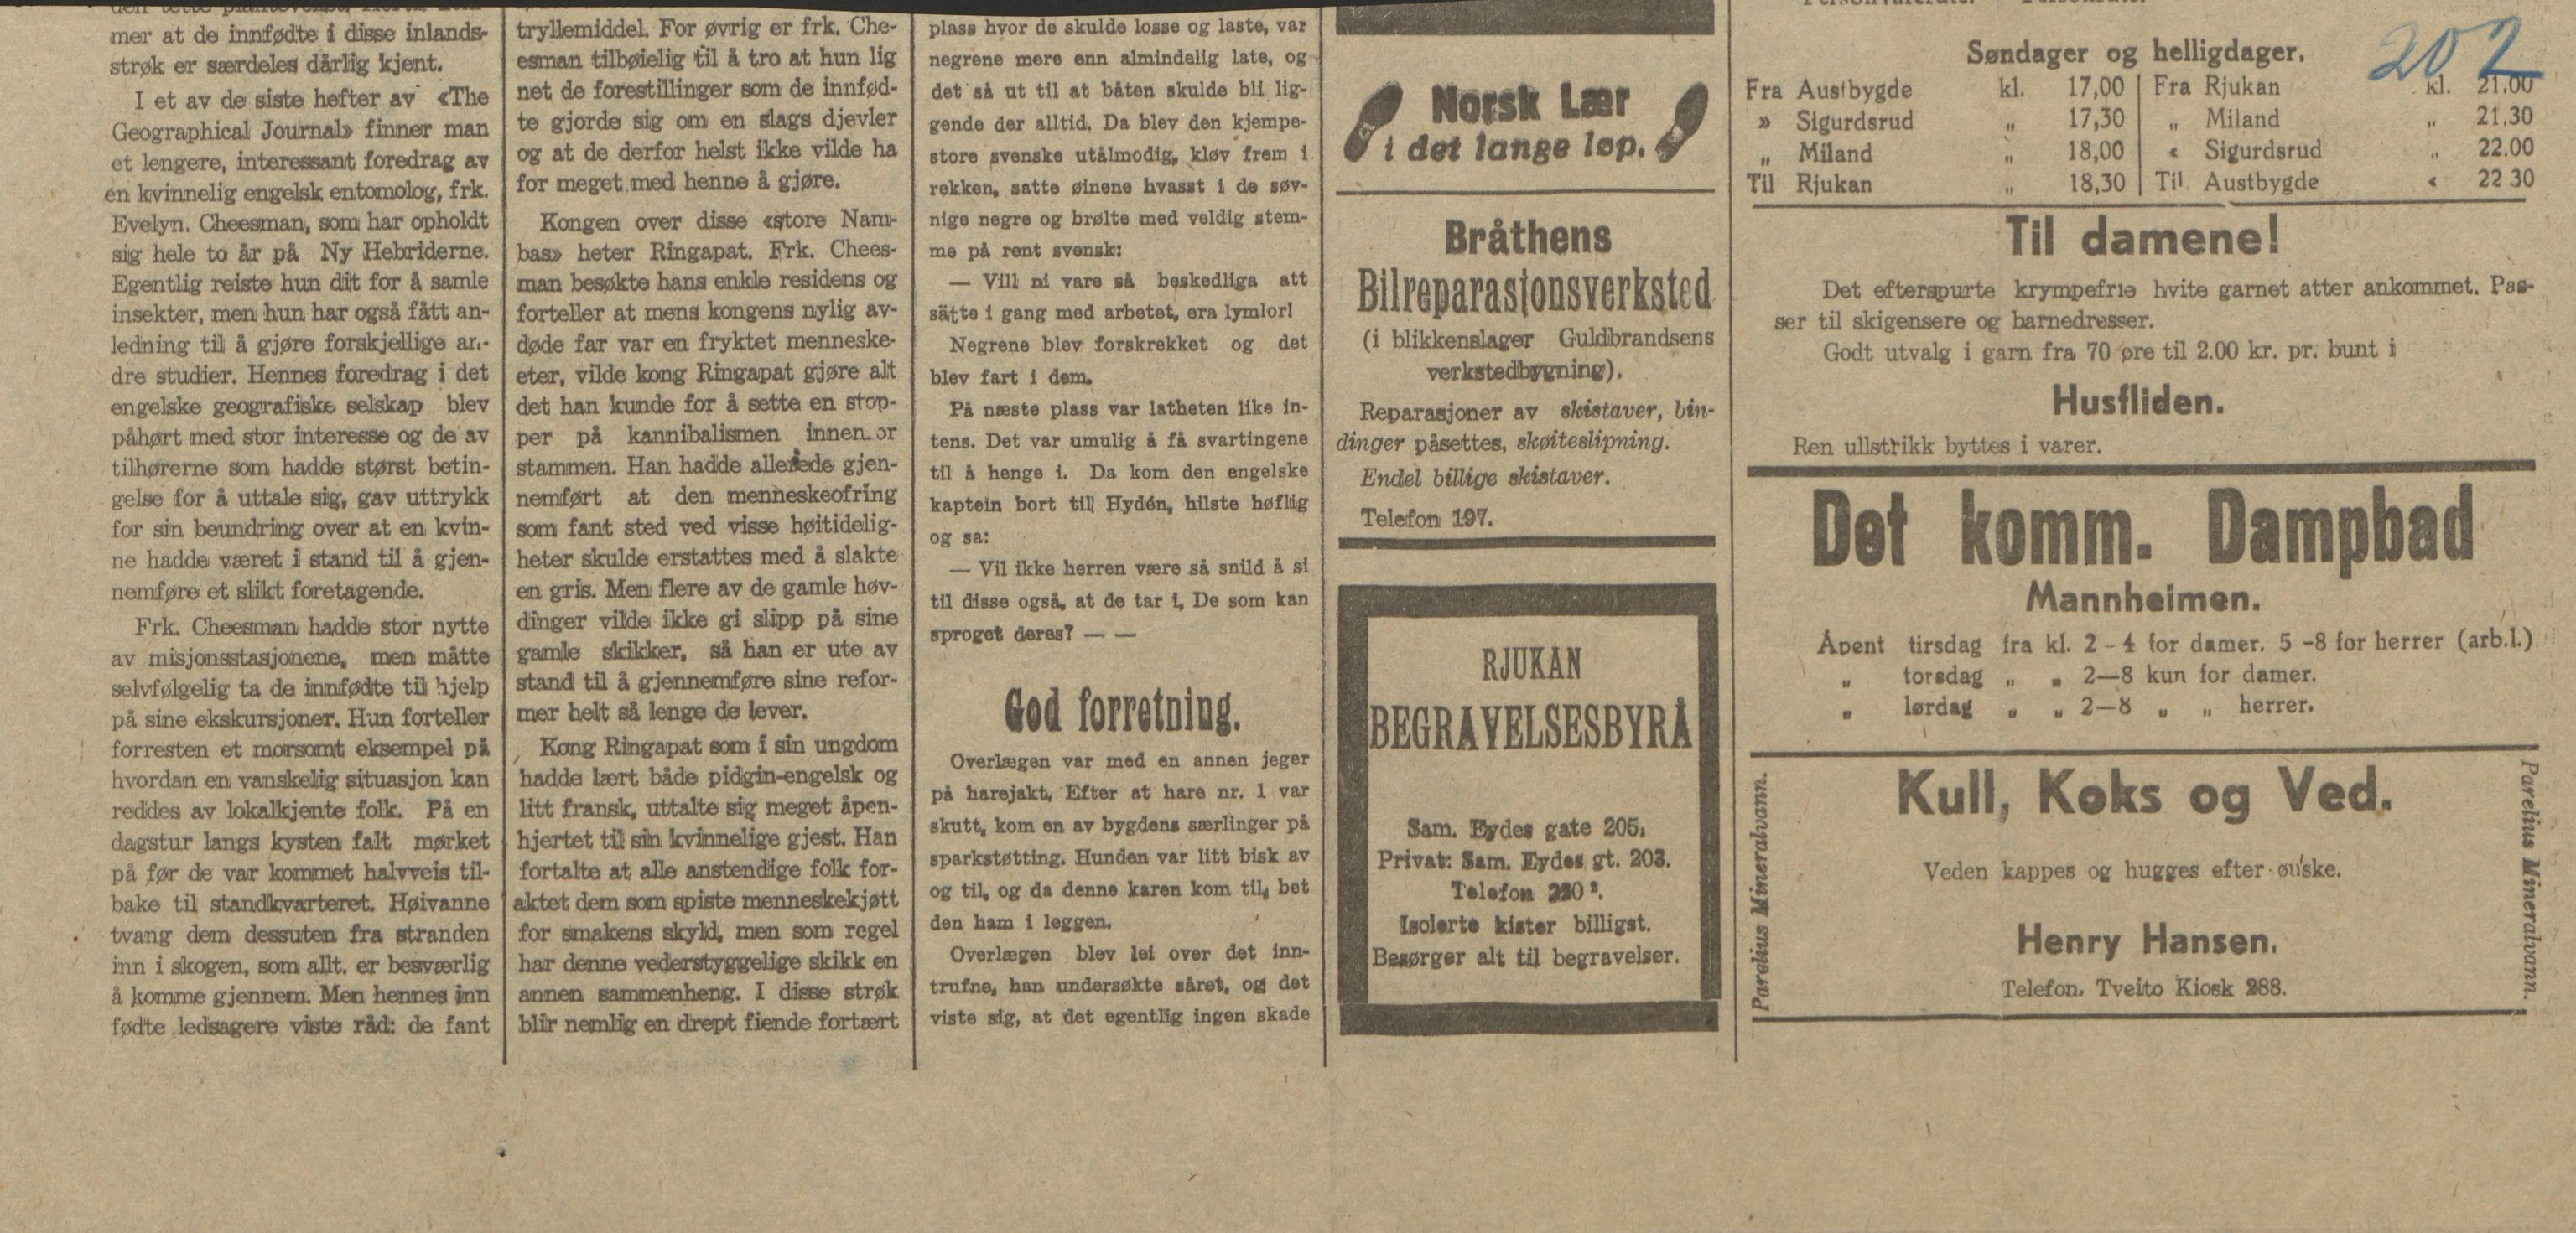 mer at de innfødte i disse inlands-
strøk er særdeles dårlig kjent.
I et av de siste hefter av «The
Geographical Journal» finner man
et lengere, interessant foredrag av
en kvinnelig engelsk entomolog, frk.
Evelyn. Cheesman, som har opholdt
sig hele to år på Ny Hebriderne.
Egentlig reiste hun dit for å samle
insekter, men hun har også fått an-
ledning til å gjøre forskjellige an-
dre studier. Hennes foredrag i det
engelske geografiske selskap blev
påhørt med stor interesse og de av
tilhørerne som hadde størst betin-
gelse for å uttale sig, gav uttrykk
for sin beundring over at en kvin-
ne hadde været i stand til å gjen-
nemføre et slikt foretagende.
Frk. Cheesman hadde stor nytte
av misjonsstasjonene, men måtte
selvfølgelig ta de innfødte til hjelp
på sine ekskursjoner. Hun forteller
forresten et morsomt eksempel på
hvordan en vanskelig situasjon kan
reddes av lokalkjente folk. På en
dagstur langs kysten falt mørket
på før de var kommet halvveis til-
bake til standkvarteret. Høivanne
tvang dem dessuten fra stranden
inn i skogen, som allt. er besværlig
å komme gjennem. Men hennes inn
fødte ledsagere viste råd: de fant
tryllemiddel. For øvrig er frk. Che-
esman tilbøielig til å tro at hun lig
net de forestillinger som de innfød-
te gjorde sig om en slags djevler
og at de derfor helst ikke vilde ha
for meget med henne å gjøre.
Kongen over disse «store Nam-
bas» heter Ringapat. Frk. Chees-
man besøkte hans enkle residens og
forteller at mens kongens nylig av-
døde far var en fryktet menneske-
eter, vilde kong Ringapat gjøre alt
det han kunde for å sette en stop-
per på kannibalismen innen or
stammen. Han hadde allerede gjen-
nemført at den menneskeofring
som fant sted ved visse høitidelig-
heter skulde erstattes med å slakte
en gris. Men flere av de gamle høv-
dinger vilde ikke gi slipp på sine
gamle skikker, så han er ute av
stand til å gjennemføre sine refor-
mer helt så lenge de lever.
Kong Ringapat som i sin ungdom
hadde lært både pidgin-engelsk og
litt fransk, uttalte sig meget åpen-
hjertet til sin kvinnelige gjest. Han
fortalte at alle anstendige folk for-
aktet dem som spiste menneskekjøtt
for smakens skyld, men som regel
har denne vederstyggelige skikk en
annen sammenheng. I disse strøk
blir nemlig en drept fiende fortært
plass hvor de skulde losse og laste, var
negrene mere enn almindelig late, og
det så ut til at båten skulde bli lig-
gende der alltid. Da blev den kjempe-
store svenske utålmodig, kløv frem i
rekken, satte øinene hvasst i de søv-
nige negre og brølte med veldig stem-
me på rent svensk:
— Vill ni vare så beskedliga att
sätte i gang med arbetet, era lymlor!
Negrene blev forskrekket og det
blev fart i dem.
På næste plass var latheten like in-
tens. Det var umulig å få svartingene
til å henge i. Da kom den engelske
kaptein bort till Hydén, hilste høflig
og sa:
— Vil ikke herren være så snild å si
til disse også, at de tar i, De som kan
sproget deres? — —
God forretning.
Overlægen var med en annen jeger
på harejakt. Efter at hare nr. 1 var
skutt, kom en av bygdens særlinger på
sparkstøtting. Hunden var litt bisk av
og til, og da denne karen kom til, bet
den ham i leggen.
Overlægen blev lei over det inn-
trufne, han undersøkte såret, og det
viste sig, at det egentlig ingen skade
Norsk Lær
i det lange løp.
Bråthens
Bilreparasjonsverksted
(i blikkenslager Guldbrandsens
verkstedbygning).
Reparasjoner av skistaver, bin-
dinger påsettes, skøiteslipning.
Endel billige skistaver.
Telefon 197.
RJUKAN
BEGRAVELSESBYRÅ
Sam. Eydes gate 205,
Privat: Sam. Eydes gt. 203.
Telefon 250 ².
Isolerte kister billigst.
Besørger alt til begravelser.
202
Søndager og helligdager.
Fra Austbygde kl. 17,00 | Fra Rjukan kl. 21.00
» Sigurdsrud „ 17,30 | „ Miland „ 21.30
„ Miland „ 18,00 | « Sigurdsrud „ 22.00
Til Rjukan „ 18,30 | Til Austbygde « 22 30
Til damene!
Det efterspurte krympefrie hvite garnet atter ankommet. Pas-
ser til skigensere og barnedresser.
Godt utvalg i garn fra 70 øre til 2.00 kr. pr. bunt i
Husfliden.
Ren ullstrikk byttes i varer.
Det komm. Dampbad
Mannheimen.
Åpent tirsdag fra kl. 2 - 4 for damer. 5 -8 for herrer (arb.l.)
„ torsdag „ „ 2—8 kun for damer.
„ lørdag „ „ 2—8 „ „ herrer.
Parelius Mineralvann.
Kull, Koks og Ved.
Veden kappes og hugges efter ønske.
Henry Hansen.
Telefon. Tveito Kiosk 288.
Parelius Mineralvann.